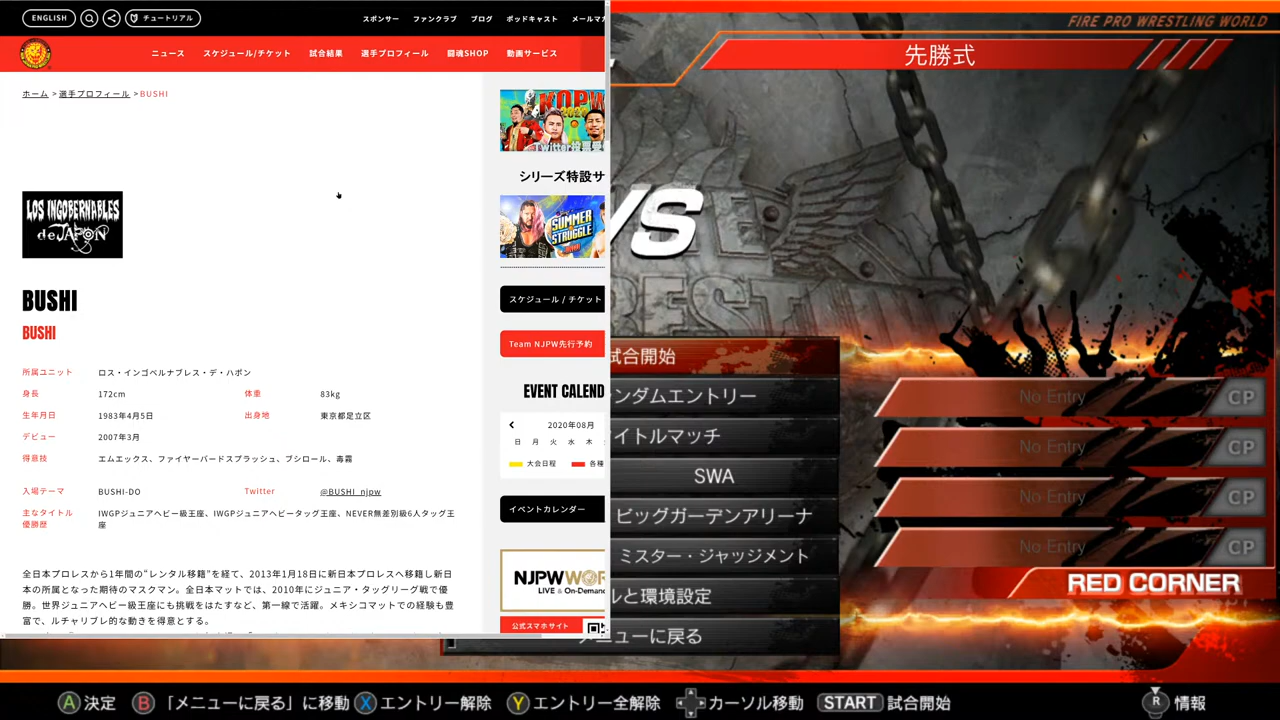 ENGLISH
チュートリアル
スポンサー ファンクラブ ブログ ポッドキャスト メールマガ
ニュース スケジュール/チケット 試合結果 選手プロフィール 闘魂SHOP 動画サービス
ホーム > 選手プロフィール > BUSHI
LOS INGOBERNABLES
de JAPON
BUSHI
BUSHI
所属ユニット ロス・インゴベルナブレス・デ・ハポン
身長 172cm 体重 83kg
生年月日 1983年4月5日 出身地 東京都足立区
デビュー 2007年3月
得意技 エムエックス、ファイヤーバードスプラッシュ、ブシロール、毒霧
入場テーマ BUSHI-DO Twitter @BUSHI_njpw
主なタイトル優勝歴 IWGPジュニアヘビー級王座、IWGPジュニアヘビータッグ王座、NEVER無差別級6人タッグ王座
全日本プロレスから1年間の“レンタル移籍”を経て、2013年1月18日に新日本プロレスへ移籍し新日
本の所属となった期待のマスクマン。全日本マットでは、2010年にジュニア・タッグリーグ戦で優
勝。世界ジュニアヘビー級王座にも挑戦をはたすなど、第一線で活躍。メキシコマットでの経験も豊
富で、ルチャリブレ的な動きを得意とする。
KOPW
2020
シリーズ特設サ
SUMMER
STRUGGLE
スケジュール / チケット
Team NJPW先行予約
EVENT CALEND
2020年08月
日 月 火 水 木
大会日程 各種
イベントカレンダー
NJPWWOR
LIVE & On-Deman
公式スマホサイト
FIRE PRO WRESTLING WORLD
先勝式
VS
試合開始
ンダムエントリー
イトルマッチ
SWA
ビッグガーデンアリーナ
ミスター・ジャッジメント
ルと環境設定
メニューに戻る
No Entry CP
No Entry CP
No Entry CP
No Entry CP
RED CORNER
A 決定 B 「メニューに戻る」に移動 X エントリー解除 Y エントリー全解除 カーソル移動 START 試合開始 R 情報